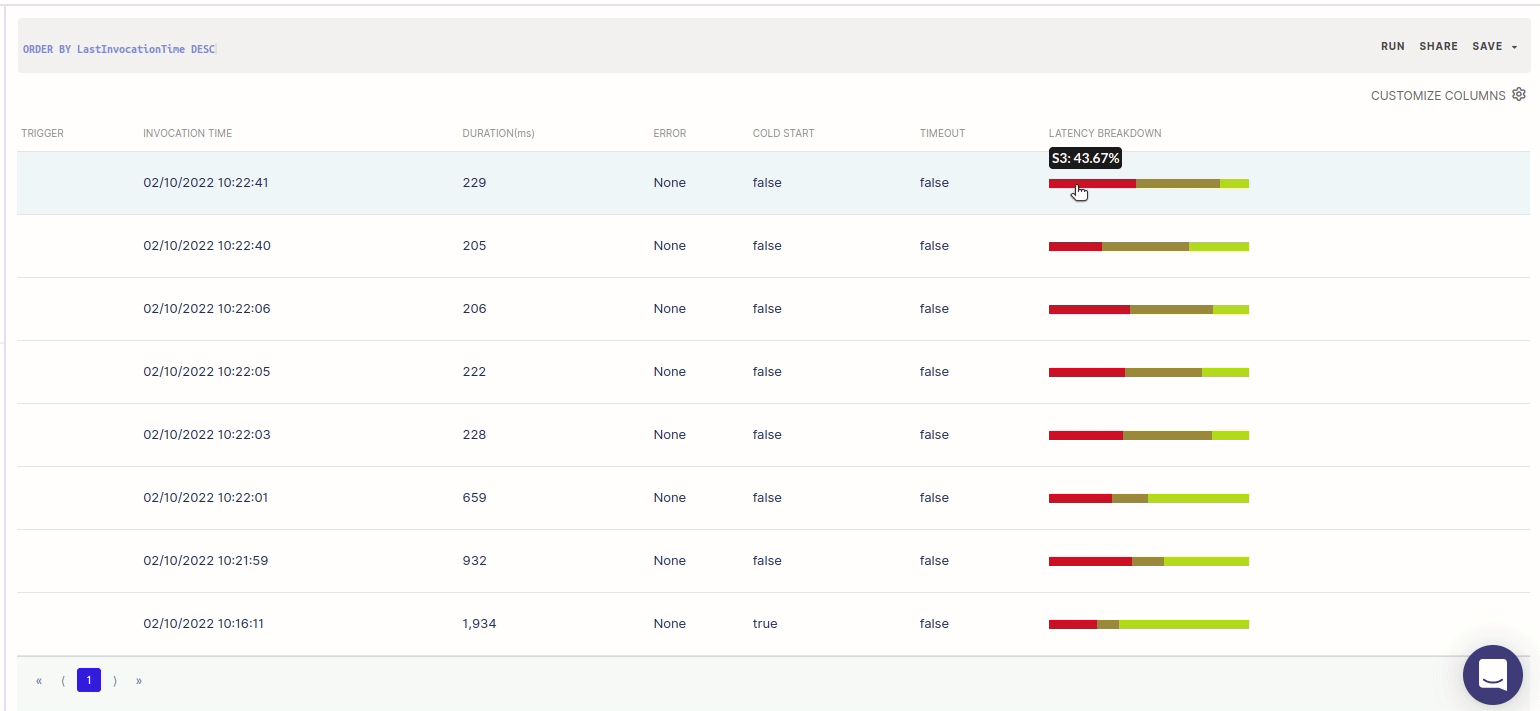 ORDER BY LastInvocationTime DESC
RUN SHARE SAVE
CUSTOMIZE COLUMNS
TRIGGER INVOCATION TIME DURATION(ms) ERROR COLD START TIMEOUT LATENCY BREAKDOWN
S3: 43.67%
02/10/2022 10:22:41 229 None false false
02/10/2022 10:22:40 205 None false false
02/10/2022 10:22:06 206 None false false
02/10/2022 10:22:05 222 None false false
02/10/2022 10:22:03 228 None false false
02/10/2022 10:22:01 659 None false false
02/10/2022 10:21:59 932 None false false
02/10/2022 10:16:11 1,934 None true false
« ⟨ 1 ⟩ »